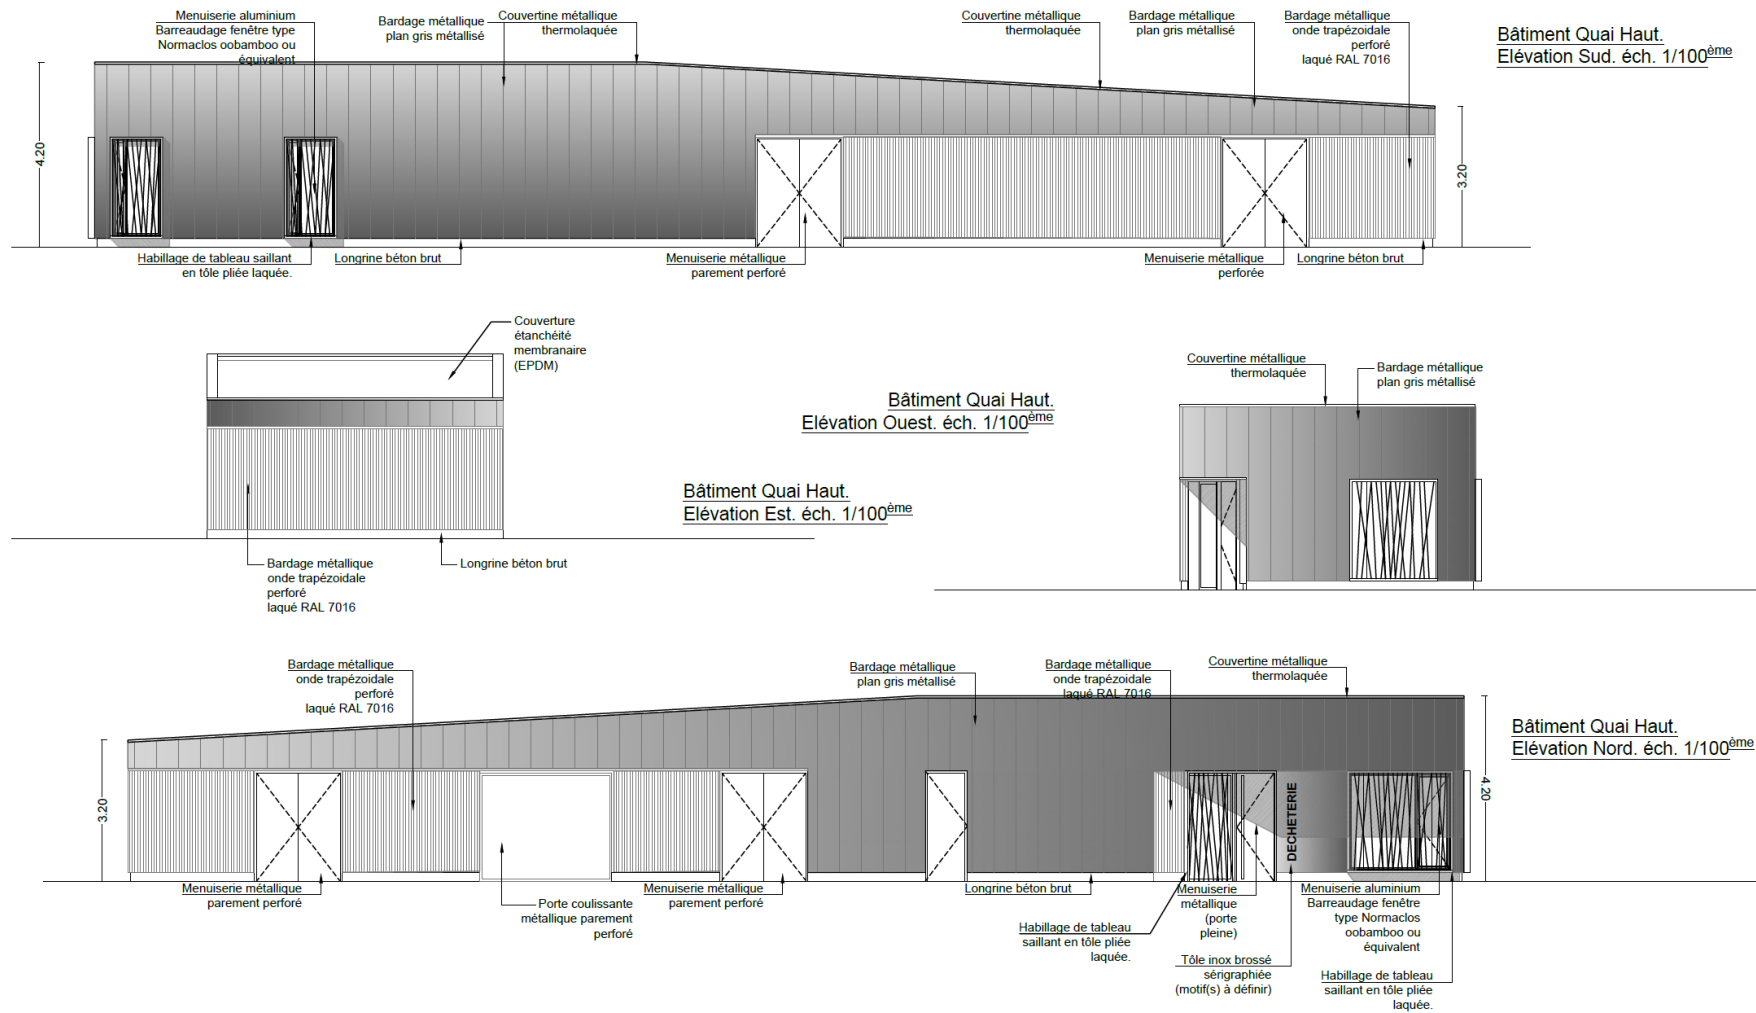 Menuiserie aluminium
Barreaudage fenêtre type
Normaclos oobamboo ou
équivalent
Bardage métallique
plan gris métallisé
Couvertine métallique
thermolaquée
Couvertine métallique
thermolaquée
Bardage métallique
plan gris métallisé
Bardage métallique
onde trapézoidale
perforé
laqué RAL 7016
Bâtiment Quai Haut.
Elévation Sud. éch. 1/100ème
4.20
3.20
Habillage de tableau saillant
en tôle pliée laquée.
Longrine béton brut
Menuiserie métallique
parement perforé
Menuiserie métallique
perforée
Longrine béton brut
Couverture
étanchéité
membranaire
(EPDM)
Bâtiment Quai Haut.
Elévation Ouest. éch. 1/100ème
Couvertine métallique
thermolaquée
Bardage métallique
plan gris métallisé
Bâtiment Quai Haut.
Elévation Est. éch. 1/100ème
Bardage métallique
onde trapézoidale
perforé
laqué RAL 7016
Longrine béton brut
Bardage métallique
onde trapézoidale
perforé
laqué RAL 7016
Bardage métallique
plan gris métallisé
Bardage métallique
onde trapézoidale
laqué RAL 7016
Couvertine métallique
thermolaquée
Bâtiment Quai Haut.
Elévation Nord. éch. 1/100ème
3.20
4.20
DECHETERIE
Menuiserie métallique
parement perforé
Porte coulissante
métallique parement
perforé
Menuiserie métallique
parement perforé
Longrine béton brut
Habillage de tableau
saillant en tôle pliée
laquée.
Menuiserie
métallique
(porte
pleine)
Tôle inox brossé
sérigraphiée
(motif(s) à définir)
Menuiserie aluminium
Barreaudage fenêtre
type Normaclos
oobamboo ou
équivalent
Habillage de tableau
saillant en tôle pliée
laquée.